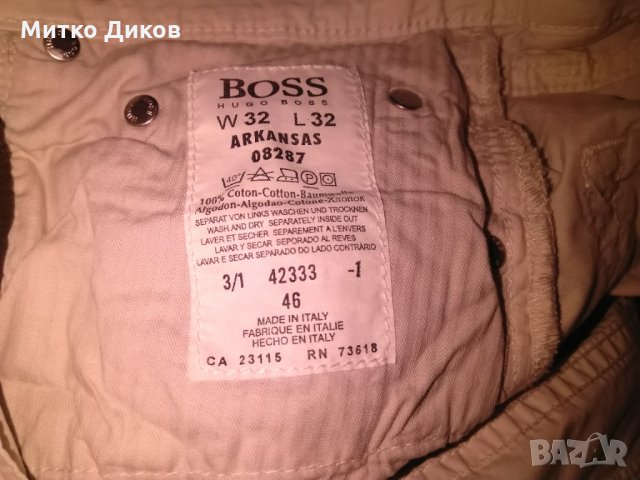 Митко Диков
BOSS
HUGO BOSS
W 32 L 32
ARKANSAS
08287
40°
100% Coton-Cotton-Baumwolle
Algodon-Algodao-Cotone-Хлопок
SEPARAT VON LINKS WASCHEN UND TROCKNEN
WASH AND DRY SEPARATELY INSIDE OUT
LAVER ET SECHER SEPAREMENT A L'ENVERS
LAVAR Y SECAR SEPORADO AL REVES
LAVAR E SECAR SEPARADO DO LADO CONTRÁRIO
3/1 42333 -1
46
MADE IN ITALY
FABRIQUE EN ITALIE
HECHO EN ITALY
CA 23115 RN 73618
BAZAR